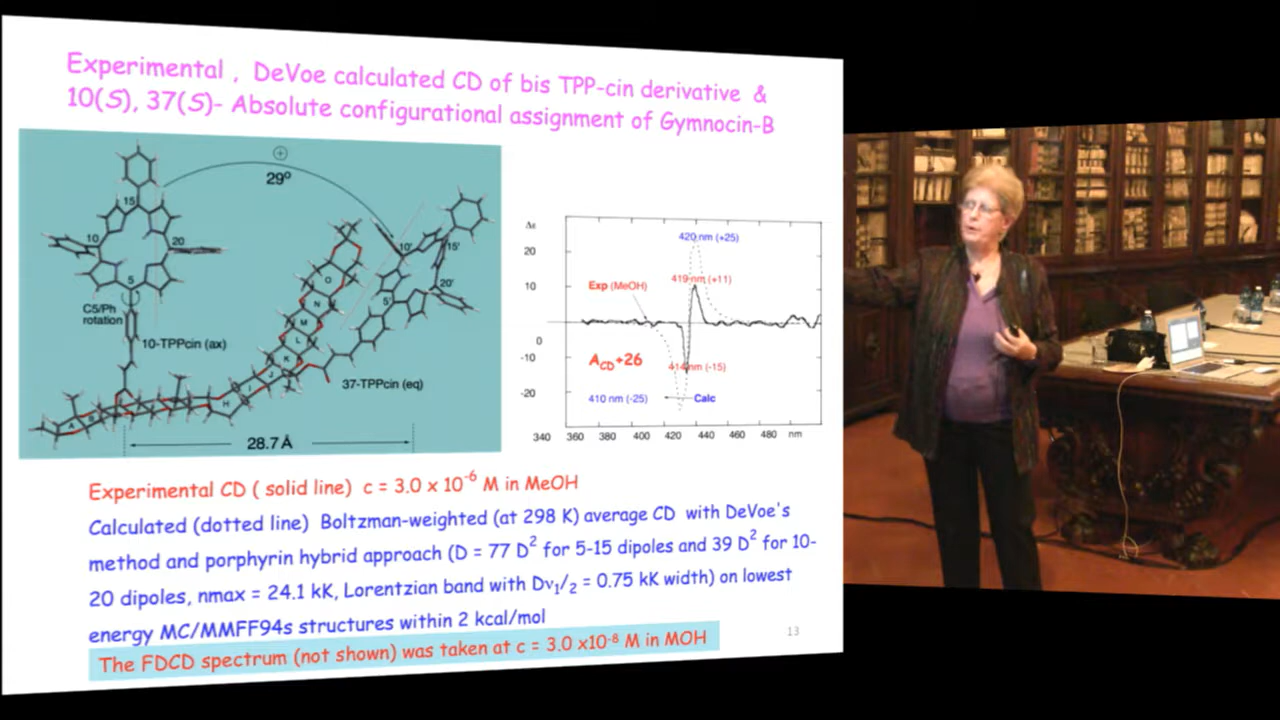 Experimental , DeVoe calculated CD of bis TPP-cin derivative &
10(S), 37(S)- Absolute configurational assignment of Gymnocin-B
⊕
29º
15
10
20
5
C5/Ph
rotation
10-TPPcin (ax)
10'
15'
20'
5'
O
N
M
L
K
J
I
H
A
37-TPPcin (eq)
28.7Å
Δε
20
10
0
-10
-20
420 nm (+25)
419 nm (+11)
Exp (MeOH)
ACD+26
414 nm (-15)
410 nm (-25)
Calc
340 360 380 400 420 440 460 480 nm
Experimental CD ( solid line) c = 3.0 x 10-6 M in MeOH
Calculated (dotted line) Boltzman-weighted (at 298 K) average CD with DeVoe's
method and porphyrin hybrid approach (D = 77 D2 for 5-15 dipoles and 39 D2 for 10-
20 dipoles, nmax = 24.1 kK, Lorentzian band with Dν1/2 = 0.75 kK width) on lowest
energy MC/MMFF94s structures within 2 kcal/mol
The FDCD spectrum (not shown) was taken at c = 3.0 x10-8 M in MOH
13